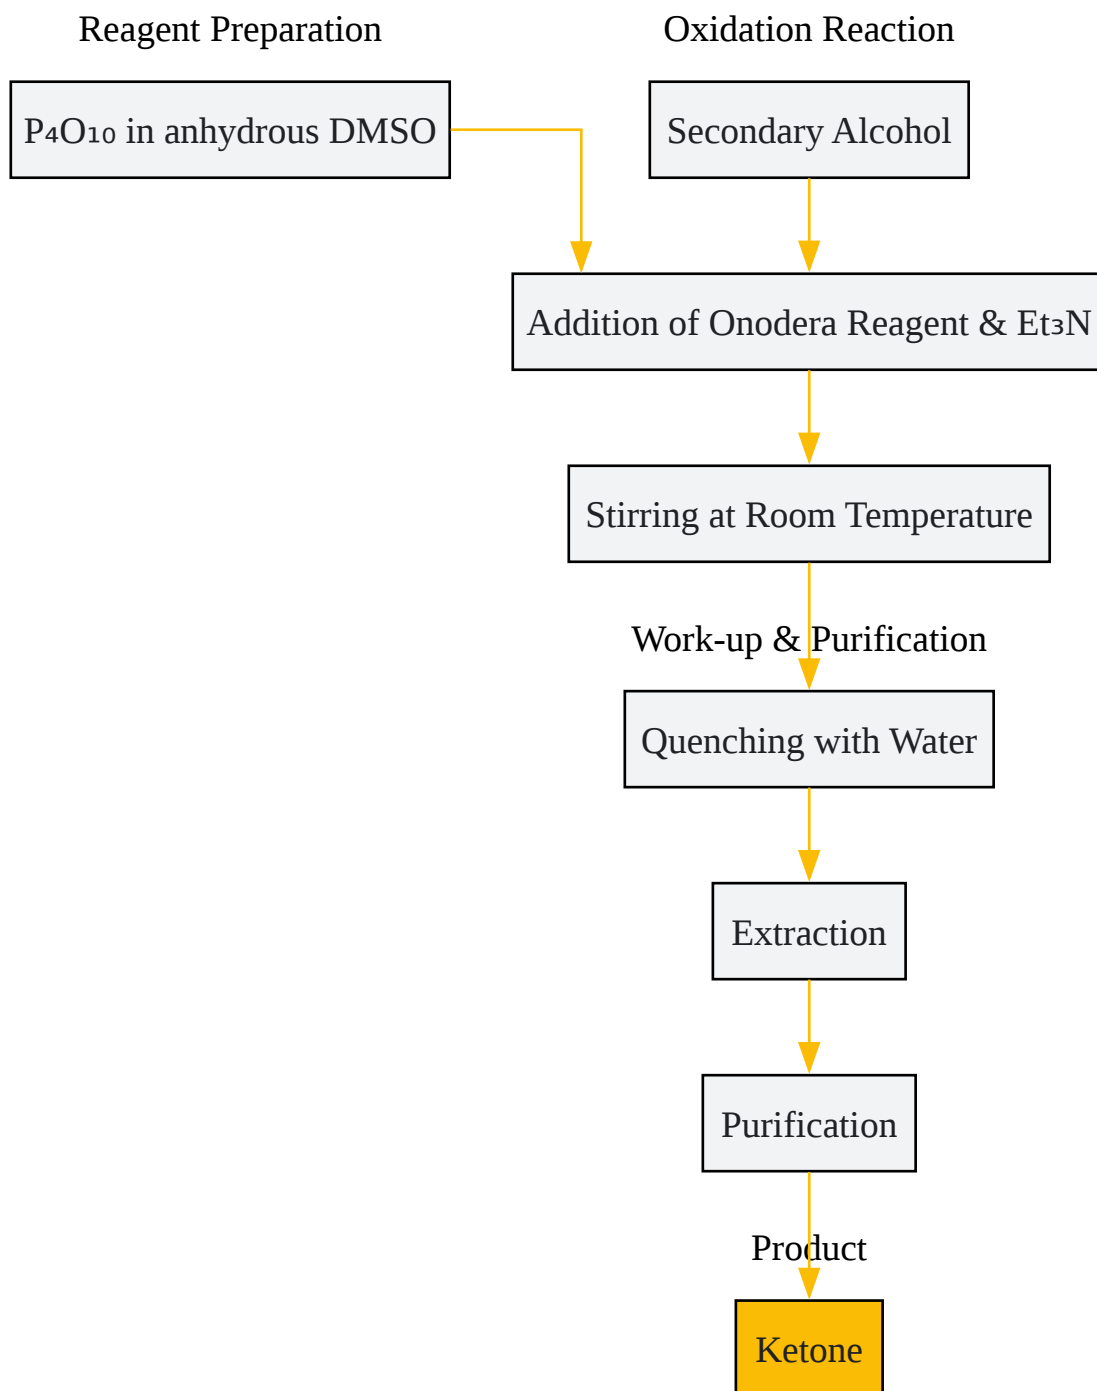 Reagent Preparation
Oxidation Reaction
P₄O₁₀ in anhydrous DMSO
Secondary Alcohol
Addition of Onodera Reagent & Et₃N
Stirring at Room Temperature
Work-up & Purification
Quenching with Water
Extraction
Purification
Product
Ketone